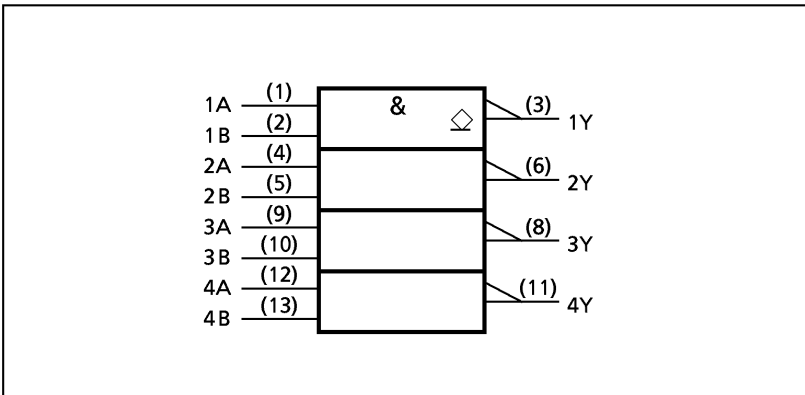 1A (1) & (3) 1Y
1B (2)
2A (4) (6) 2Y
2B (5)
3A (9) (8) 3Y
3B (10)
4A (12) (11) 4Y
4B (13)